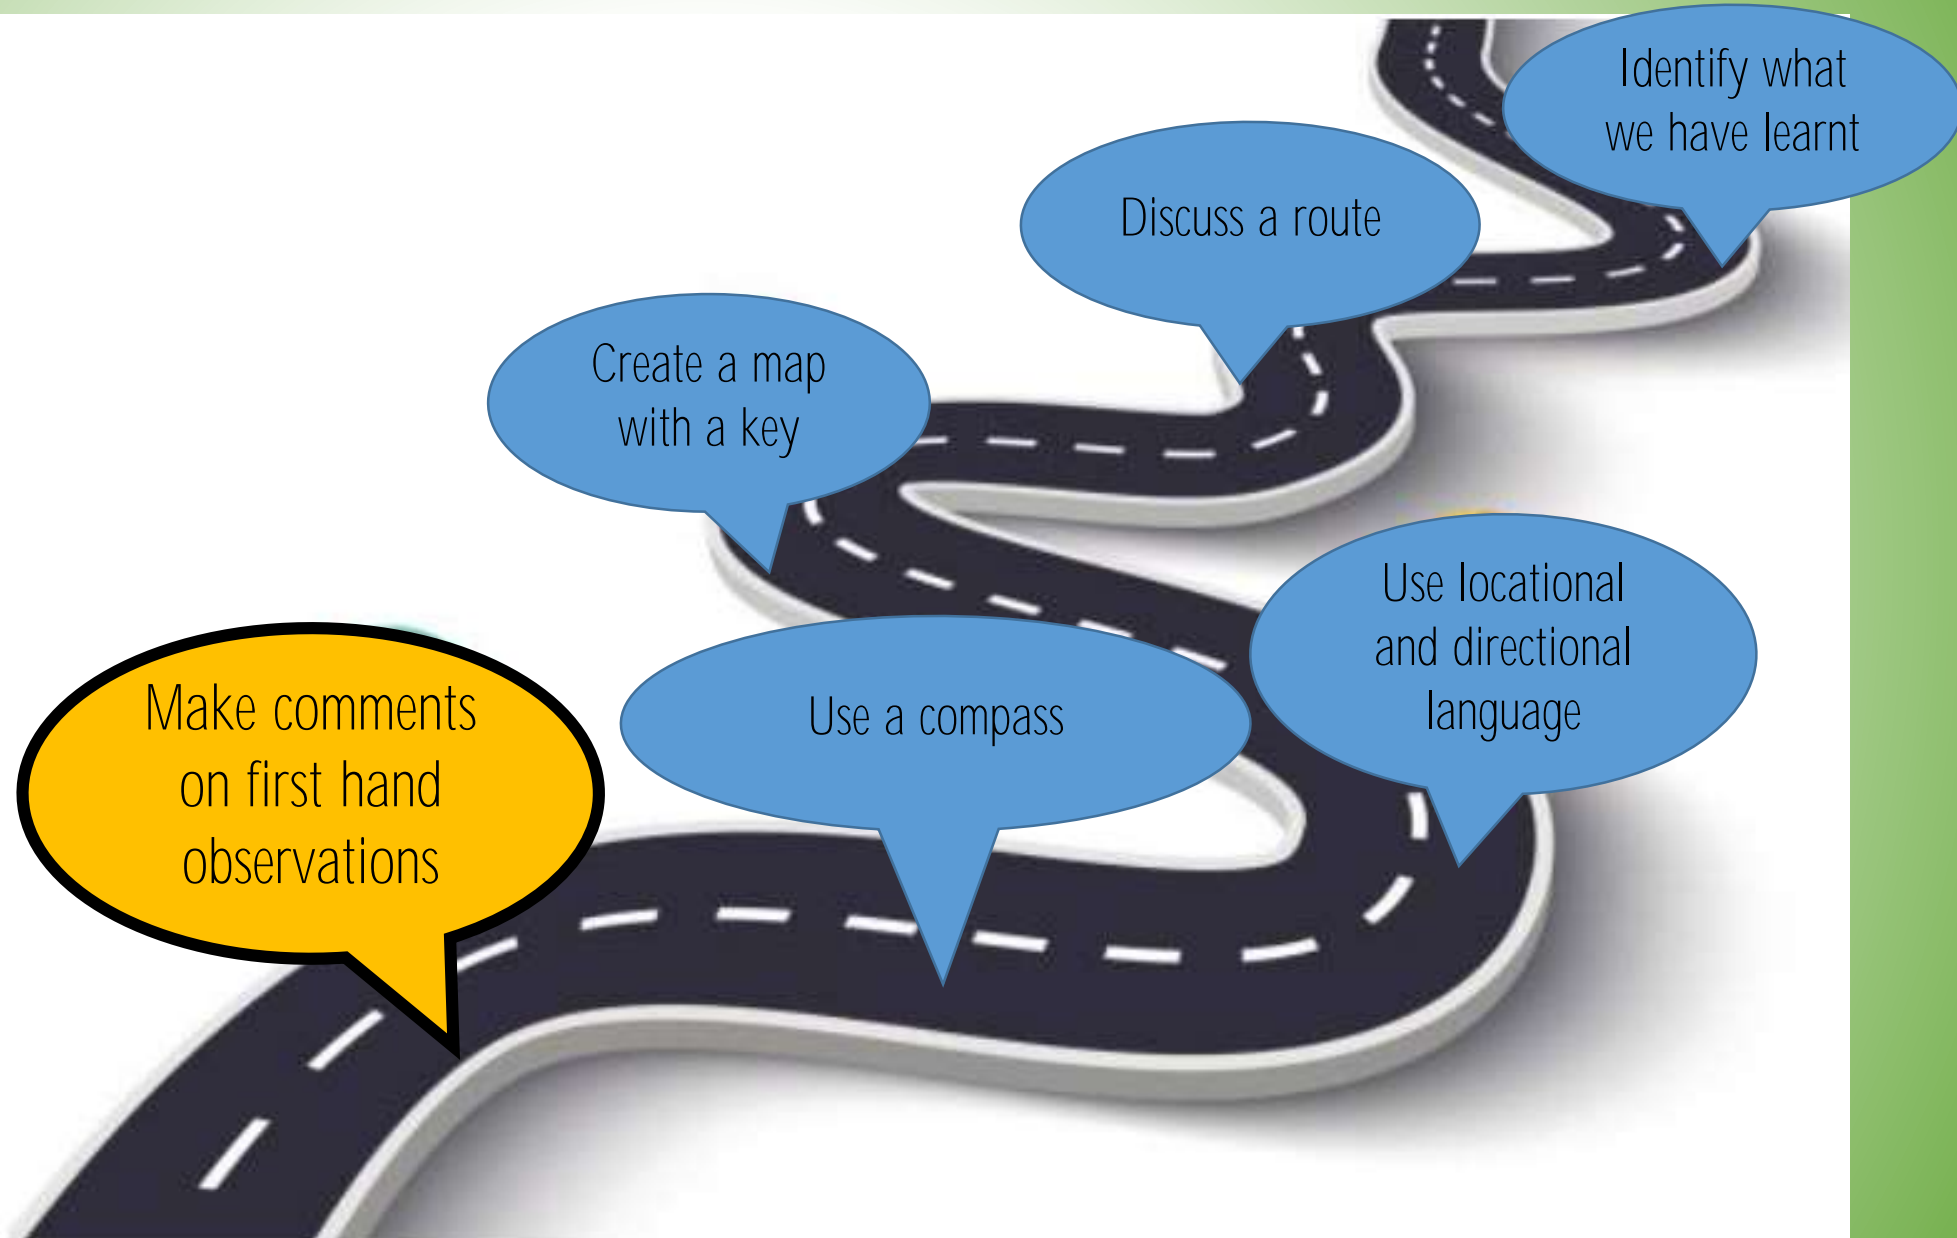 Identify what
we have learnt
Discuss a route
Create a map
with a key
Use locational
and directional
language
Make comments
on first hand
observations
Use a compass